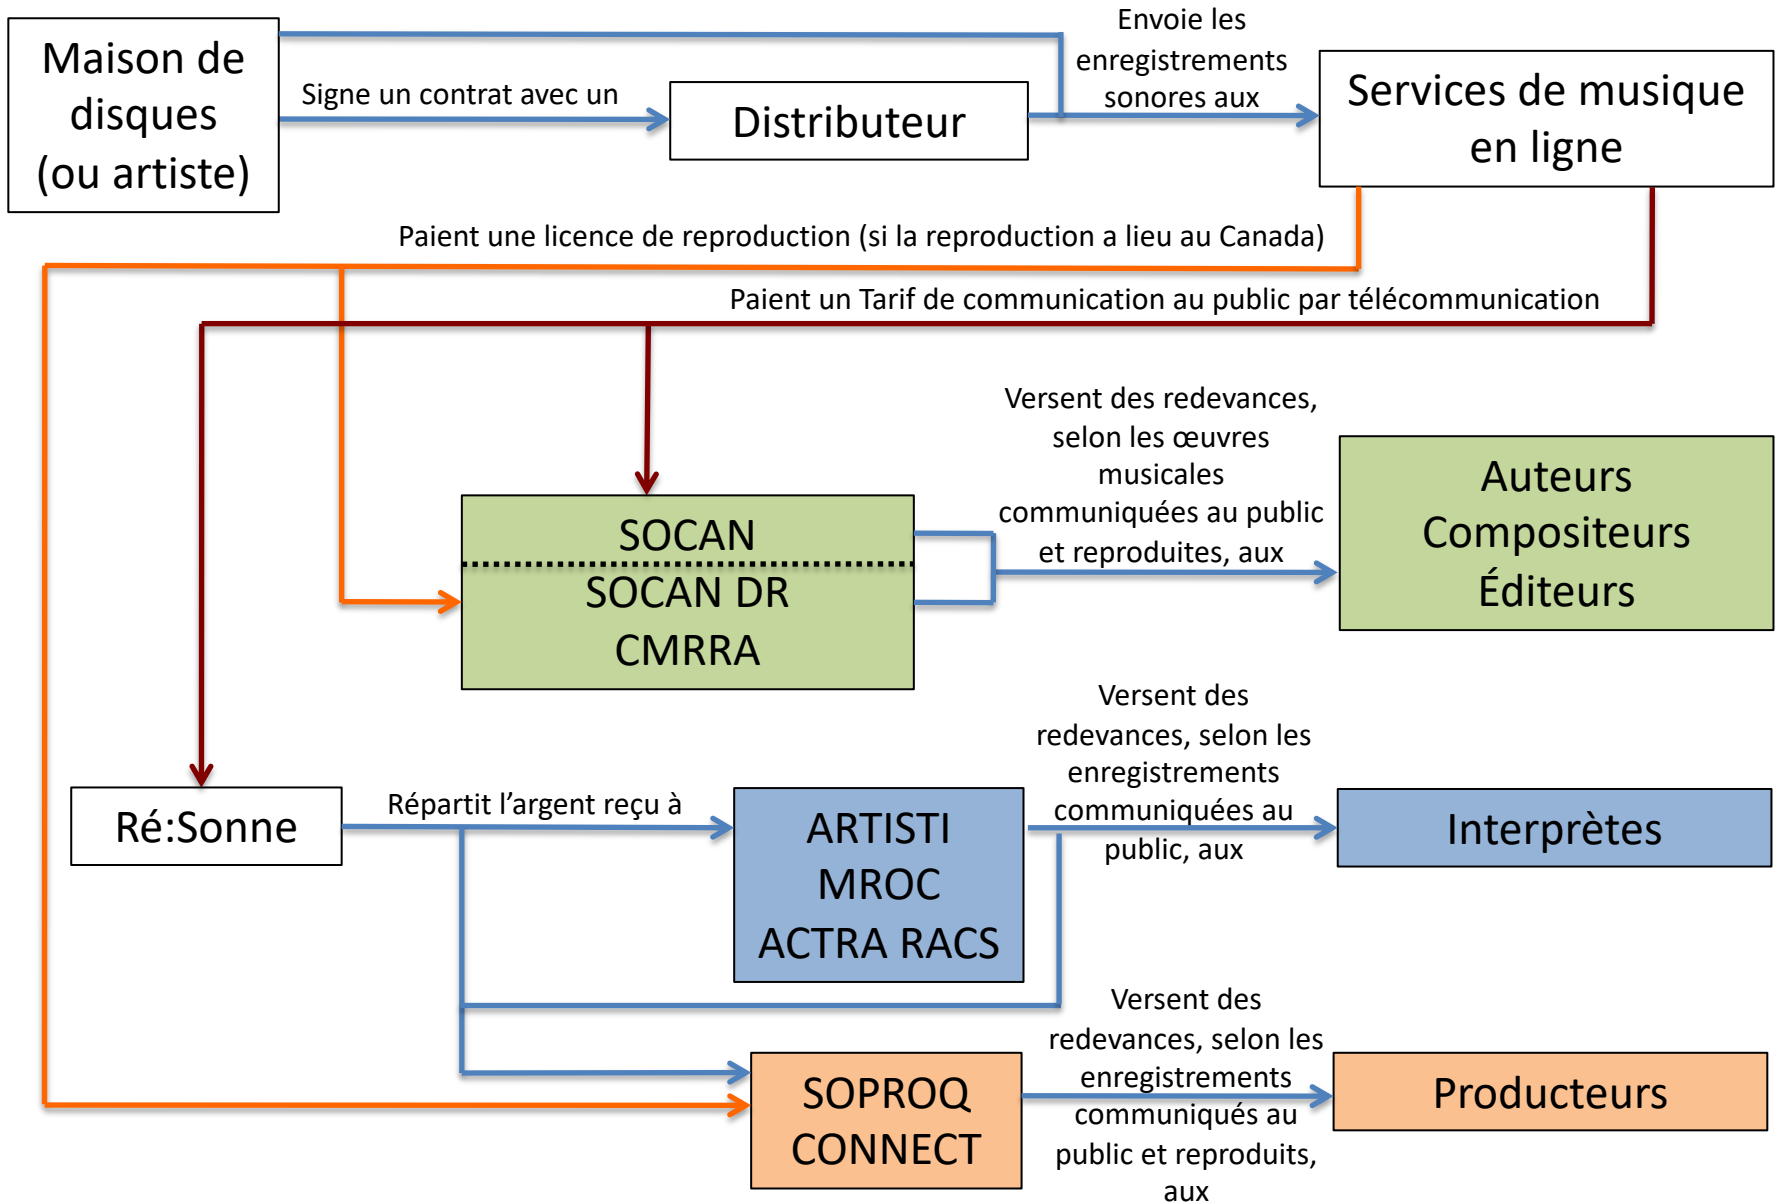 Maison de
disques
(ou artiste)
Signe un contrat avec un
Distributeur
Envoie les
enregistrements
sonores aux
Services de musique
en ligne
Paient une licence de reproduction (si la reproduction a lieu au Canada)
Paient un Tarif de communication au public par télécommunication
SOCAN
SOCAN DR
CMRRA
Versent des redevances,
selon les œuvres
musicales
communiquées au public
et reproduites, aux
Auteurs
Compositeurs
Éditeurs
Ré:Sonne
Répartit l’argent reçu à
ARTISTI
MROC
ACTRA RACS
Versent des
redevances, selon les
enregistrements
communiquées au
public, aux
Interprètes
SOPROQ
CONNECT
Versent des
redevances, selon les
enregistrements
communiqués au
public et reproduits,
aux
Producteurs